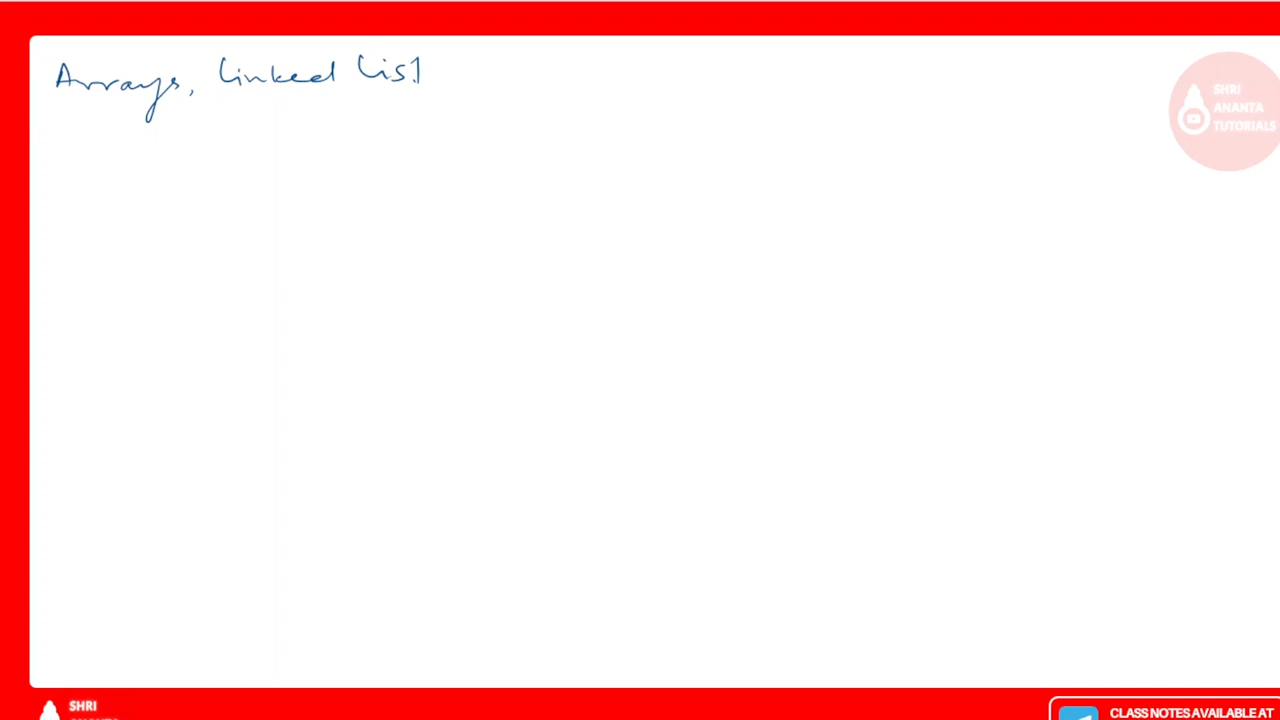 Arrays, Linked List
SHRI
ANANTA
TUTORIALS
SHRI
CLASS NOTES AVAILABLE AT